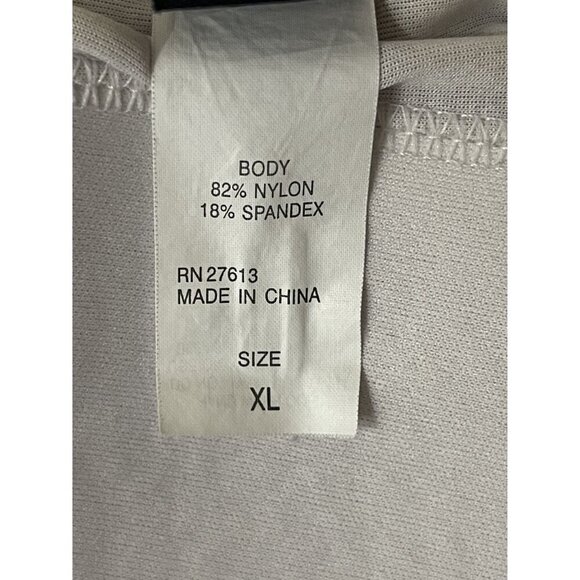 BODY
82% NYLON
18% SPANDEX
RN 27613
MADE IN CHINA
SIZE
XL